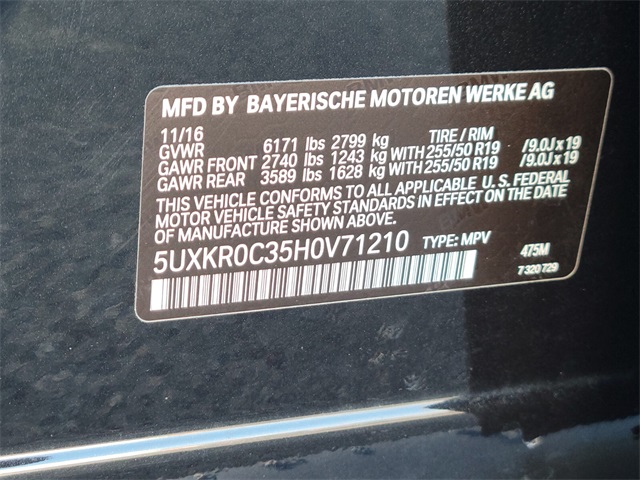 MFD BY BAYERISCHE MOTOREN WERKE AG
11/16 TIRE / RIM
GVWR 6171 lbs 2799 kg
GAWR FRONT 2740 lbs 1243 kg WITH 255/50 R19 /9.0J x 19
GAWR REAR 3589 lbs 1628 kg WITH 255/50 R19 /9.0J x 19
THIS VEHICLE CONFORMS TO ALL APPLICABLE U.S. FEDERAL
MOTOR VEHICLE SAFETY STANDARDS IN EFFECT ON THE DATE
OF MANUFACTURE SHOWN ABOVE.
5UXKR0C35H0V71210 TYPE: MPV 475M
7 320 729